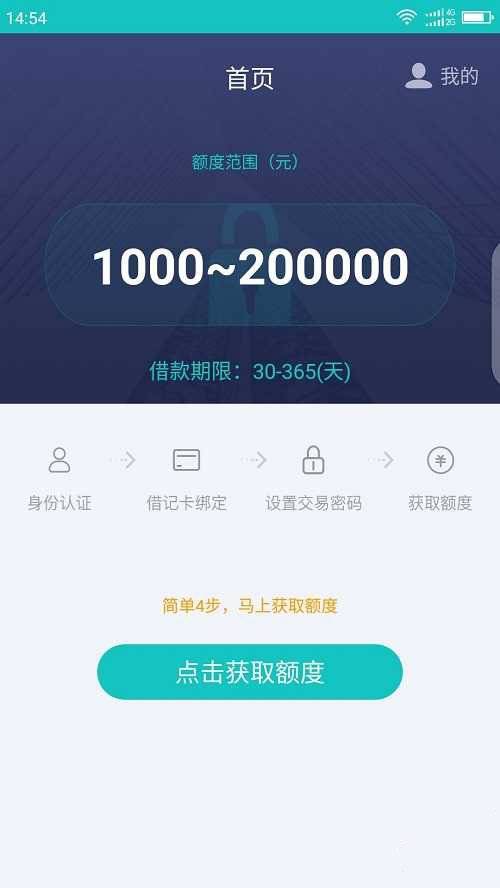 14:54
4G
2G
首页
我的
额度范围（元）
1000~200000
借款期限：30-365(天)
身份认证
借记卡绑定
设置交易密码
获取额度
简单4步，马上获取额度
点击获取额度